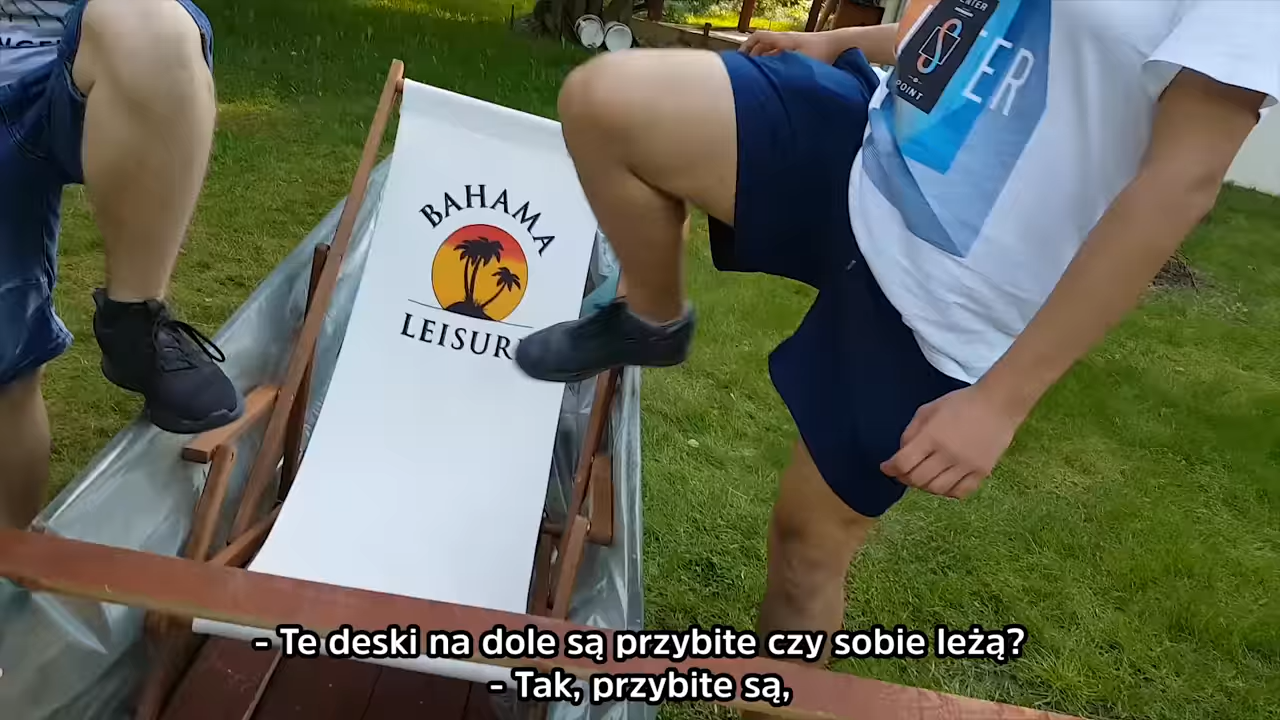 BAHAMA
LEISUR
ER
POINT
- Te deski na dole są przybite czy sobie leżą?
- Tak, przybite są,